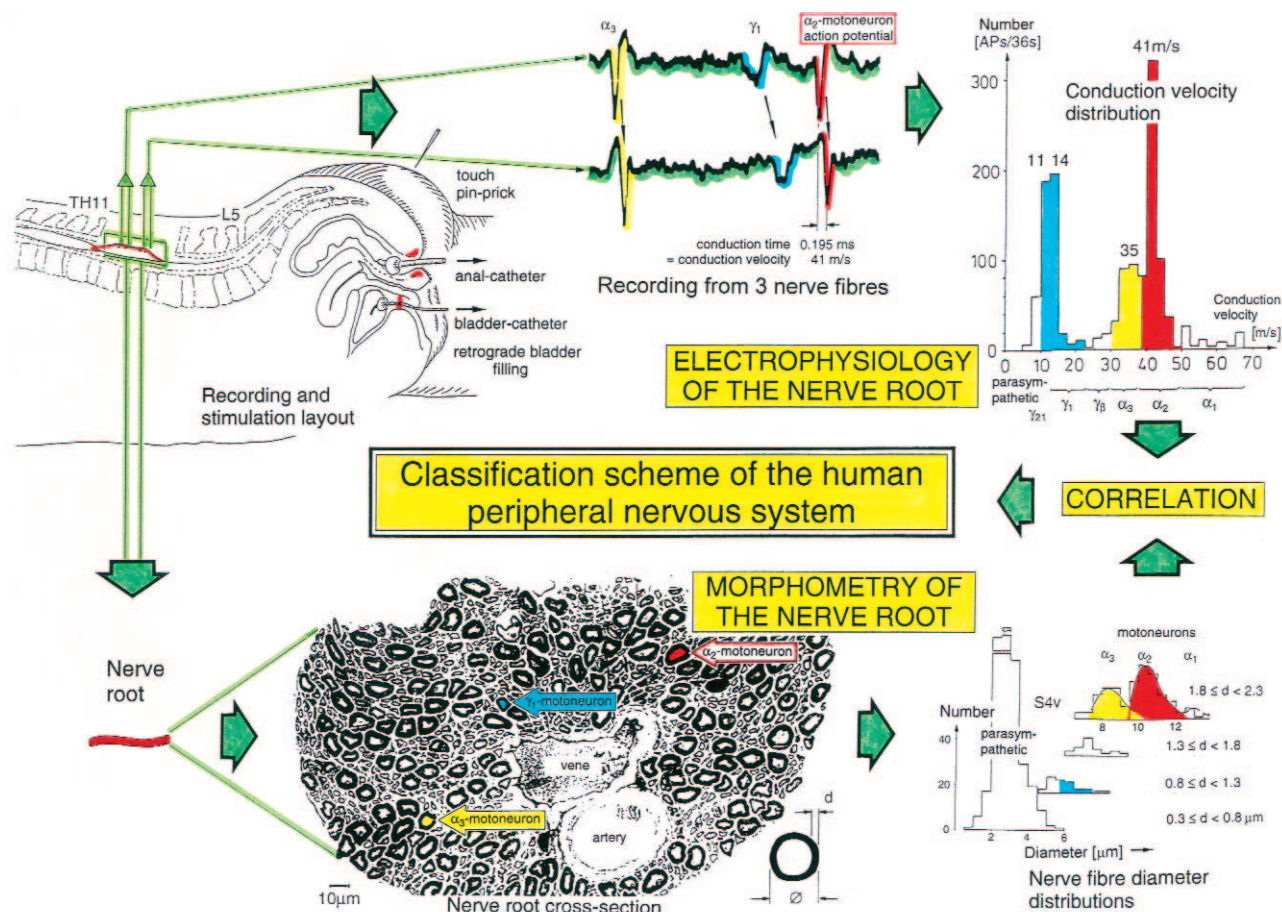 α3
γ1
α2-motoneuron
action potential
TH11
L5
touch
pin-prick
anal-catheter
bladder-catheter
retrograde bladder
filling
Recording and
stimulation layout
conduction time 0.195 ms
= conduction velocity 41 m/s
Recording from 3 nerve fibres
Number
[APs/36s]
41m/s
300
Conduction velocity
distribution
200
11 14
100
35
Conduction
velocity
[m/s]
0
0 10 20 30 40 50 60 70
parasym-
pathetic
γ21 γ1 γβ α3 α2 α1
ELECTROPHYSIOLOGY
OF THE NERVE ROOT
Classification scheme of the human
peripheral nervous system
CORRELATION
MORPHOMETRY OF
THE NERVE ROOT
Nerve
root
α2-motoneuron
γ1-motoneuron
vene
α3-motoneuron
artery
d
Ø
10μm
Nerve root cross-section
motoneurons
α3 α2 α1
S4v
1.8 ≤ d < 2.3
8 10 12
Number
parasym-
pathetic
40
1.3 ≤ d < 1.8
20
0.8 ≤ d < 1.3
0.3 ≤ d < 0.8 μm
0
2 4 6
Diameter [μm]
Nerve fibre diameter
distributions